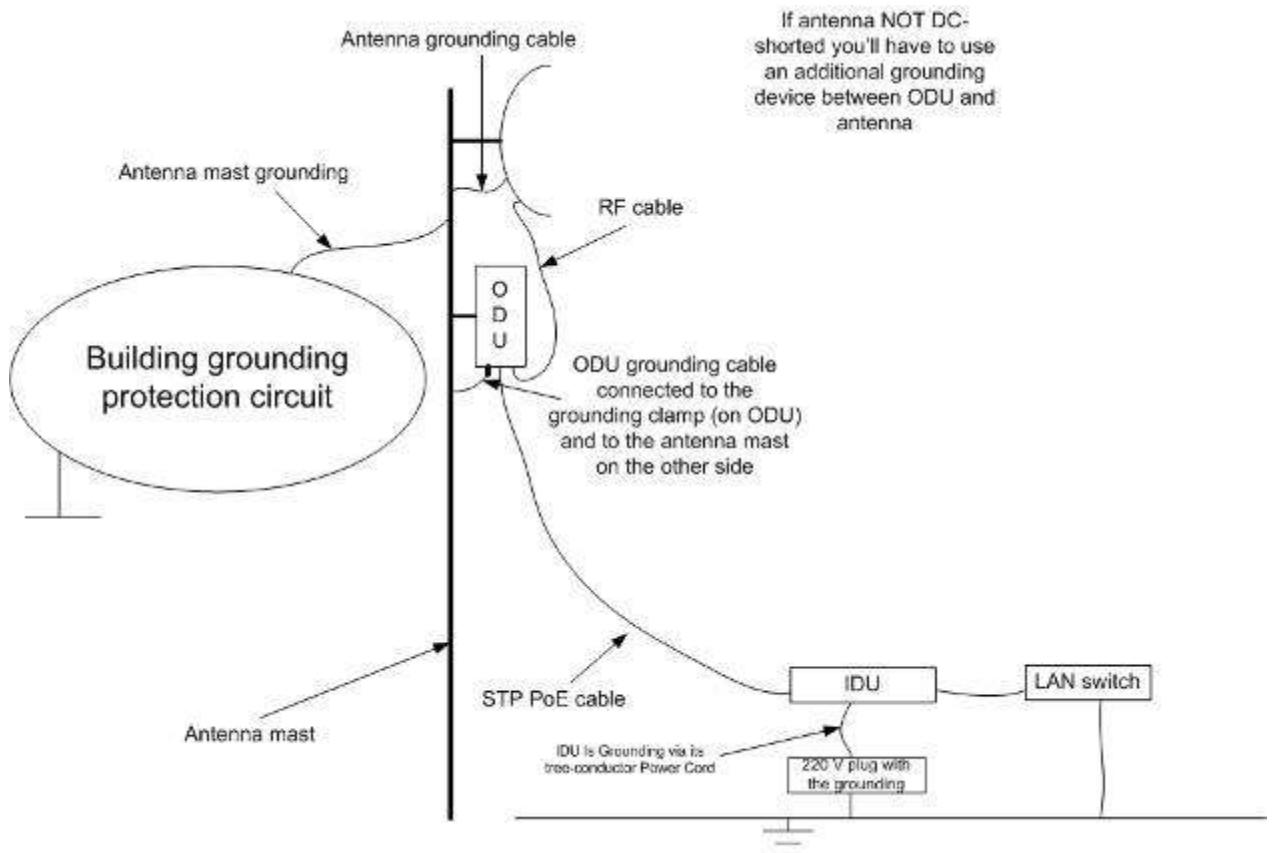 Antenna grounding cable
If antenna NOT DC-
shorted you'll have to use
an additional grounding
device between ODU and
antenna
Antenna mast grounding
RF cable
O
D
U
Building grounding
protection circuit
ODU grounding cable
connected to the
grounding clamp (on ODU)
and to the antenna mast
on the other side
STP PoE cable
IDU
LAN switch
Antenna mast
IDU Is Grounding via its
tree-conductor Power Cord
220 V plug with
the grounding